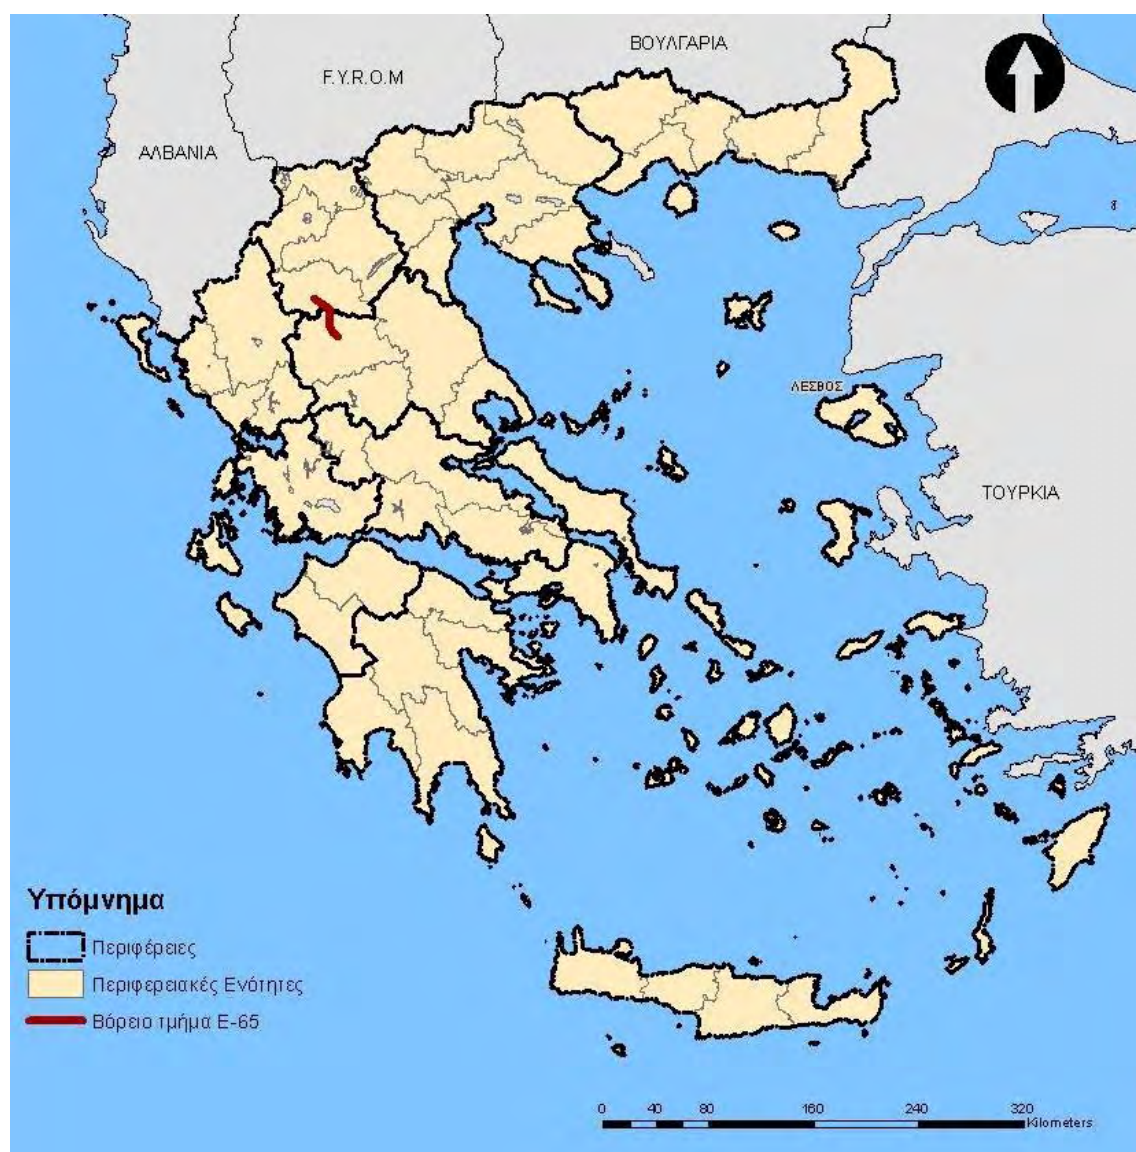 ΒΟΥΛΓΑΡΙΑ
F.Y.R.O.M
ΑΛΒΑΝΙΑ
ΛΕΣΒΟΣ
ΤΟΥΡΚΙΑ
Υπόμνημα
Περιφέρειες
Περιφερειακές Ενότητες
Βόρειο τμήμα Ε-65
0 40 80 160 240 320
Kilometers